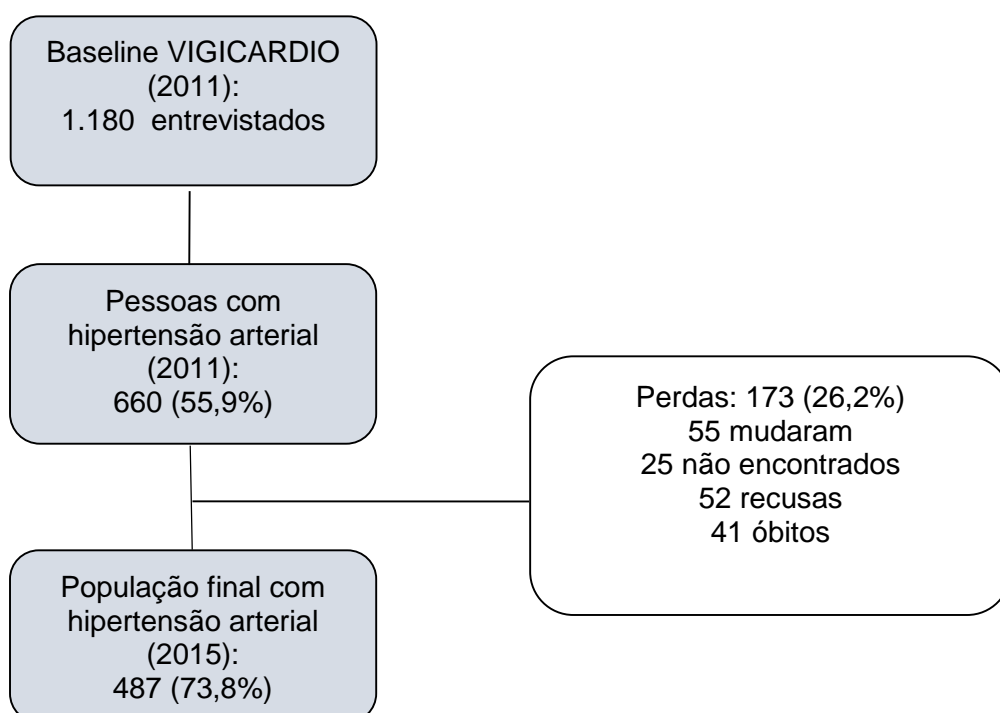 Baseline VIGICARDIO
(2011):
1.180 entrevistados
Pessoas com
hipertensão arterial
(2011):
660 (55,9%)
Perdas: 173 (26,2%)
55 mudaram
25 não encontrados
52 recusas
41 óbitos
População final com
hipertensão arterial
(2015):
487 (73,8%)